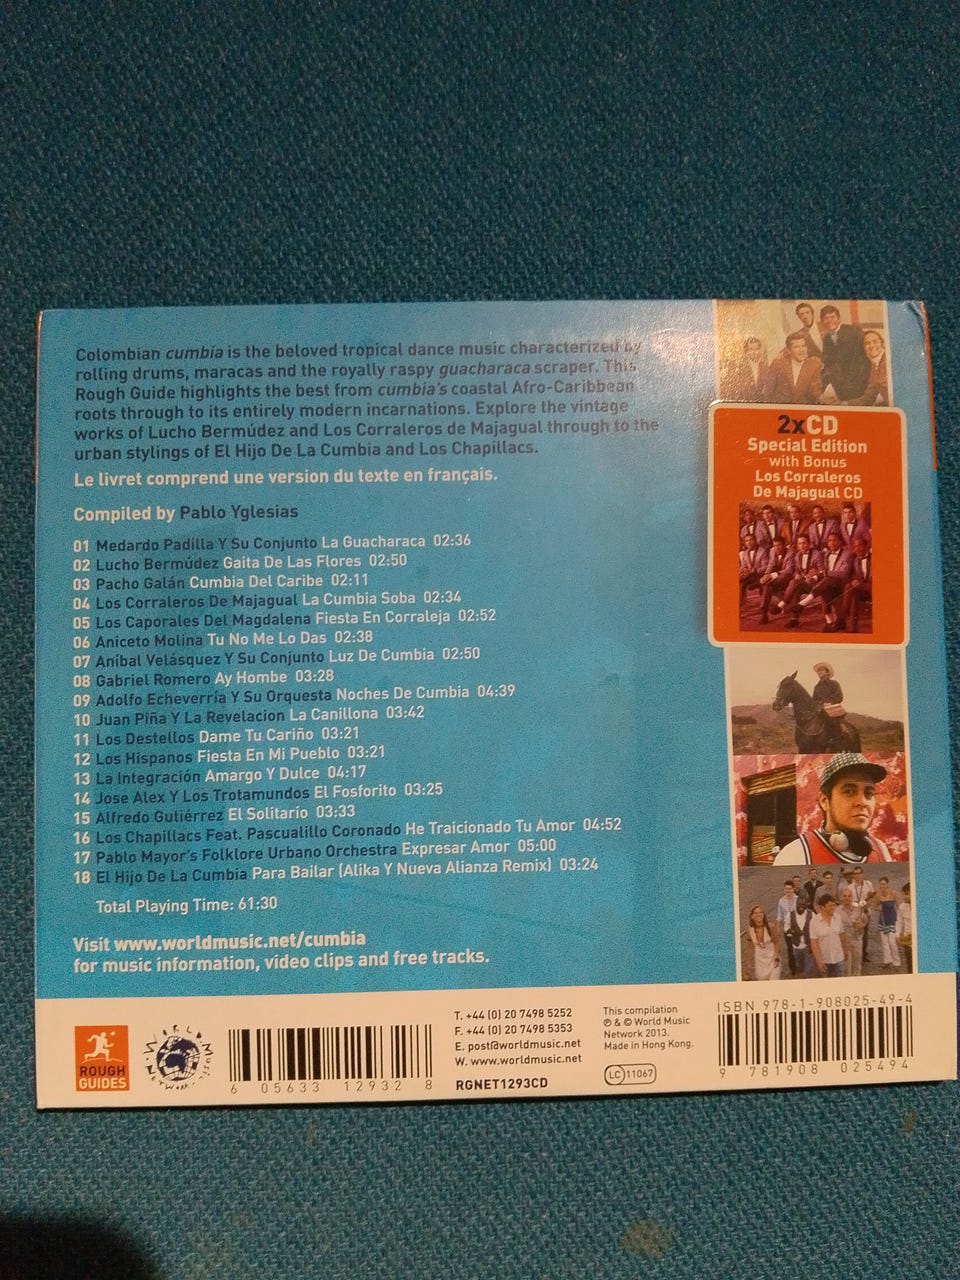 Colombian cumbia is the beloved tropical dance music characterized by
rolling drums, maracas and the royally raspy guacharaca scraper. This
Rough Guide highlights the best from cumbia's coastal Afro-Caribbean
roots through to its entirely modern incarnations. Explore the vintage
works of Lucho Bermúdez and Los Corraleros de Majagual through to the
urban stylings of El Hijo De La Cumbia and Los Chapillacs.
Le livret comprend une version du texte en français.
Compiled by Pablo Yglesias
01 Medardo Padilla Y Su Conjunto La Guacharaca 02:36
02 Lucho Bermúdez Gaita De Las Flores 02:50
03 Pacho Galán Cumbia Del Caribe 02:11
04 Los Corraleros De Majagual La Cumbia Soba 02:34
05 Los Caporales Del Magdalena Fiesta En Corraleja 02:52
06 Aniceto Molina Tu No Me Lo Das 02:38
07 Aníbal Velásquez Y Su Conjunto Luz De Cumbia 02:50
08 Gabriel Romero Ay Hombe 03:28
09 Adolfo Echeverría Y Su Orquesta Noches De Cumbia 04:39
10 Juan Piña Y La Revelacion La Canillona 03:42
11 Los Destellos Dame Tu Cariño 03:21
12 Los Hispanos Fiesta En Mi Pueblo 03:21
13 La Integración Amargo Y Dulce 04:17
14 Jose Alex Y Los Trotamundos El Fosforito 03:25
15 Alfredo Gutiérrez El Solitario 03:33
16 Los Chapillacs Feat. Pascualillo Coronado He Traicionado Tu Amor 04:52
17 Pablo Mayor's Folklore Urbano Orchestra Expresar Amor 05:00
18 El Hijo De La Cumbia Para Bailar (Alika Y Nueva Alianza Remix) 03:24
Total Playing Time: 61:30
Visit www.worldmusic.net/cumbia
for music information, video clips and free tracks.
2xCD
Special Edition
with Bonus
Los Corraleros
De Majagual CD
ROUGH
GUIDES
WORLD MUSIC NETWORK
6 05633 12932 8
T. +44 (0) 20 7498 5252
F. +44 (0) 20 7498 5353
E. post@worldmusic.net
W. www.worldmusic.net
RGNET1293CD
This compilation
℗ & © World Music
Network 2013.
Made in Hong Kong.
LC 11067
ISBN 978-1-908025-49-4
9 781908 025494